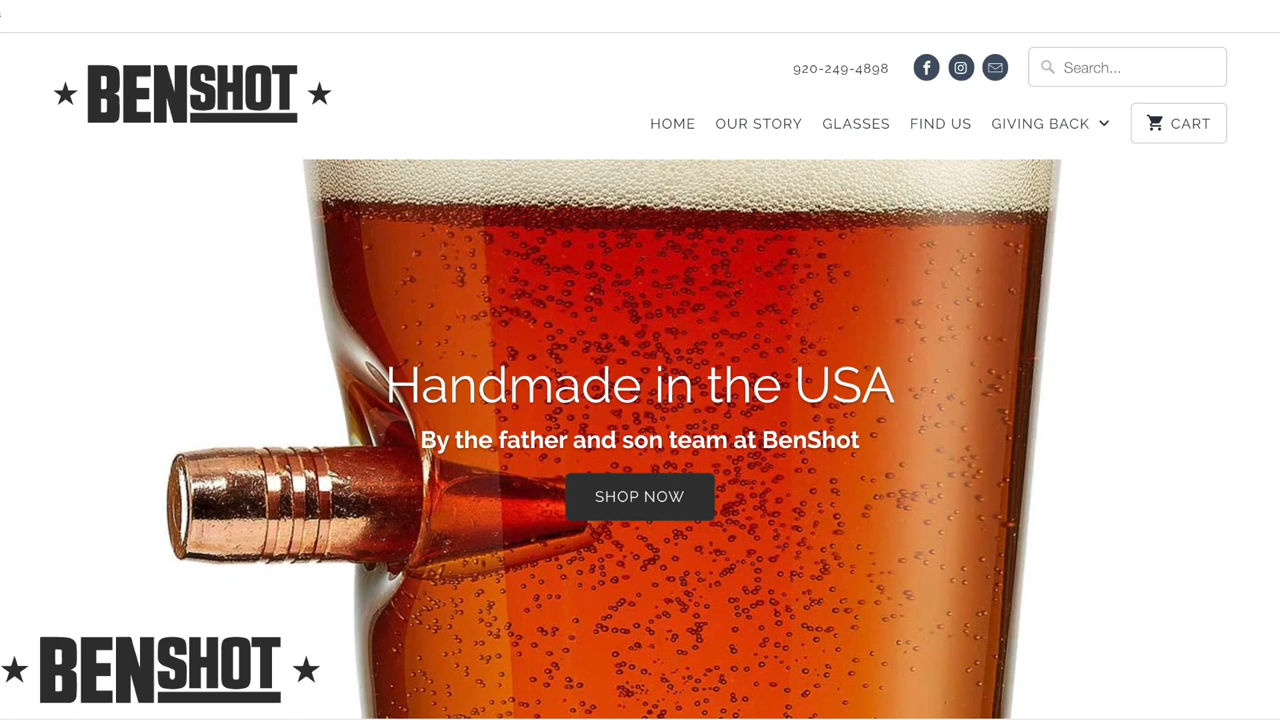 BENSHOT
920-249-4898
Search...
HOME OUR STORY GLASSES FIND US GIVING BACK CART
Handmade in the USA
By the father and son team at BenShot
SHOP NOW
BENSHOT